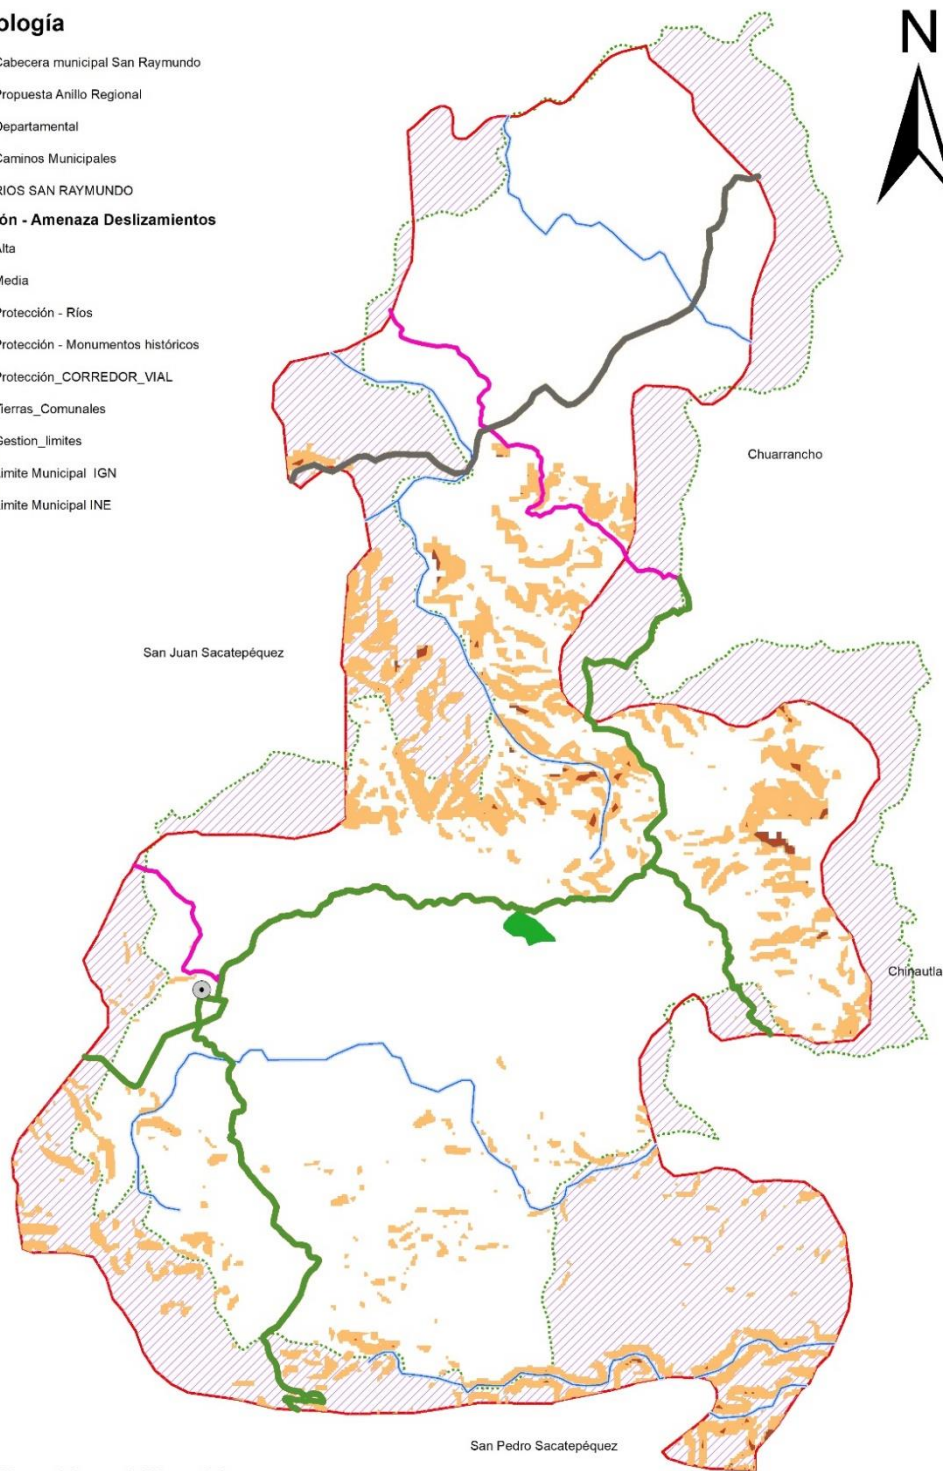 ología
Cabecera municipal San Raymundo
Propuesta Anillo Regional
Departamental
Caminos Municipales
RIOS SAN RAYMUNDO
ón - Amenaza Deslizamientos
Alta
Media
Protección - Ríos
Protección - Monumentos históricos
Protección_CORREDOR_VIAL
Tierras_Comunales
Gestion_limites
Limite Municipal IGN
Limite Municipal INE
N
Chuarrancho
San Juan Sacatepéquez
Chinautla
San Pedro Sacatepéquez